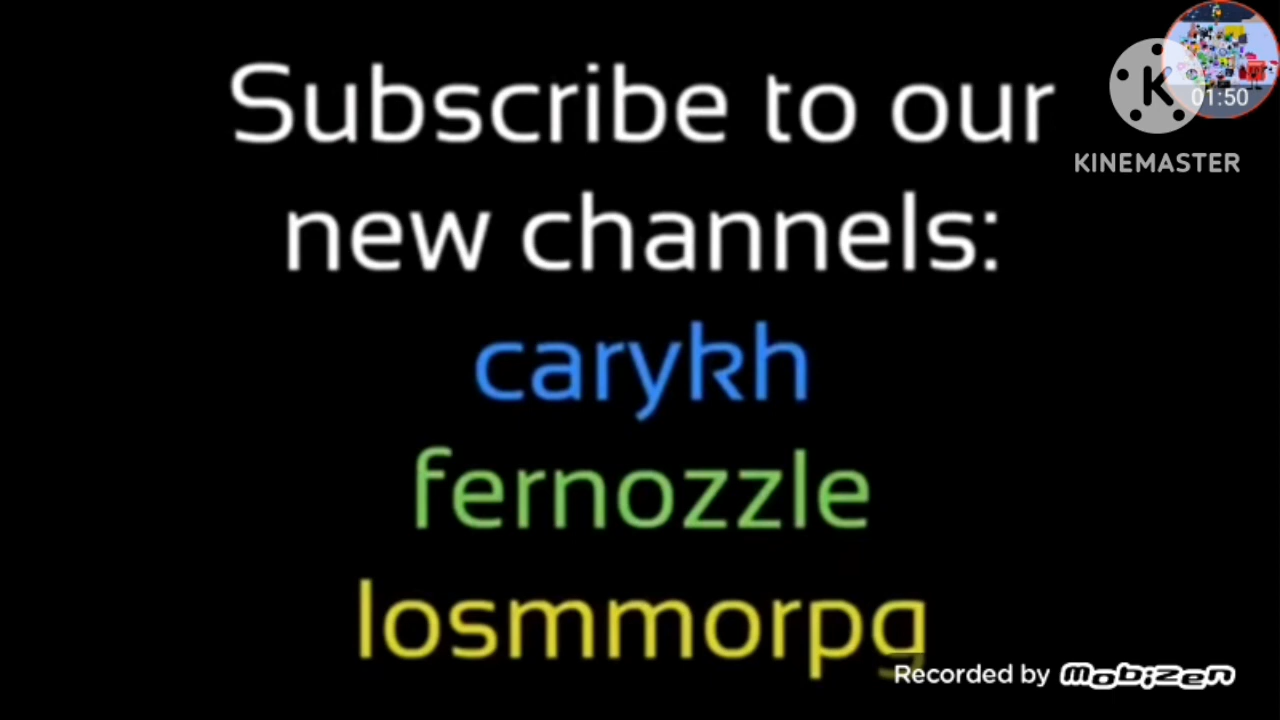 Subscribe to our
new channels:
carykh
fernozzle
losmmorpg
K
01:50
KINEMASTER
Recorded by mobizen